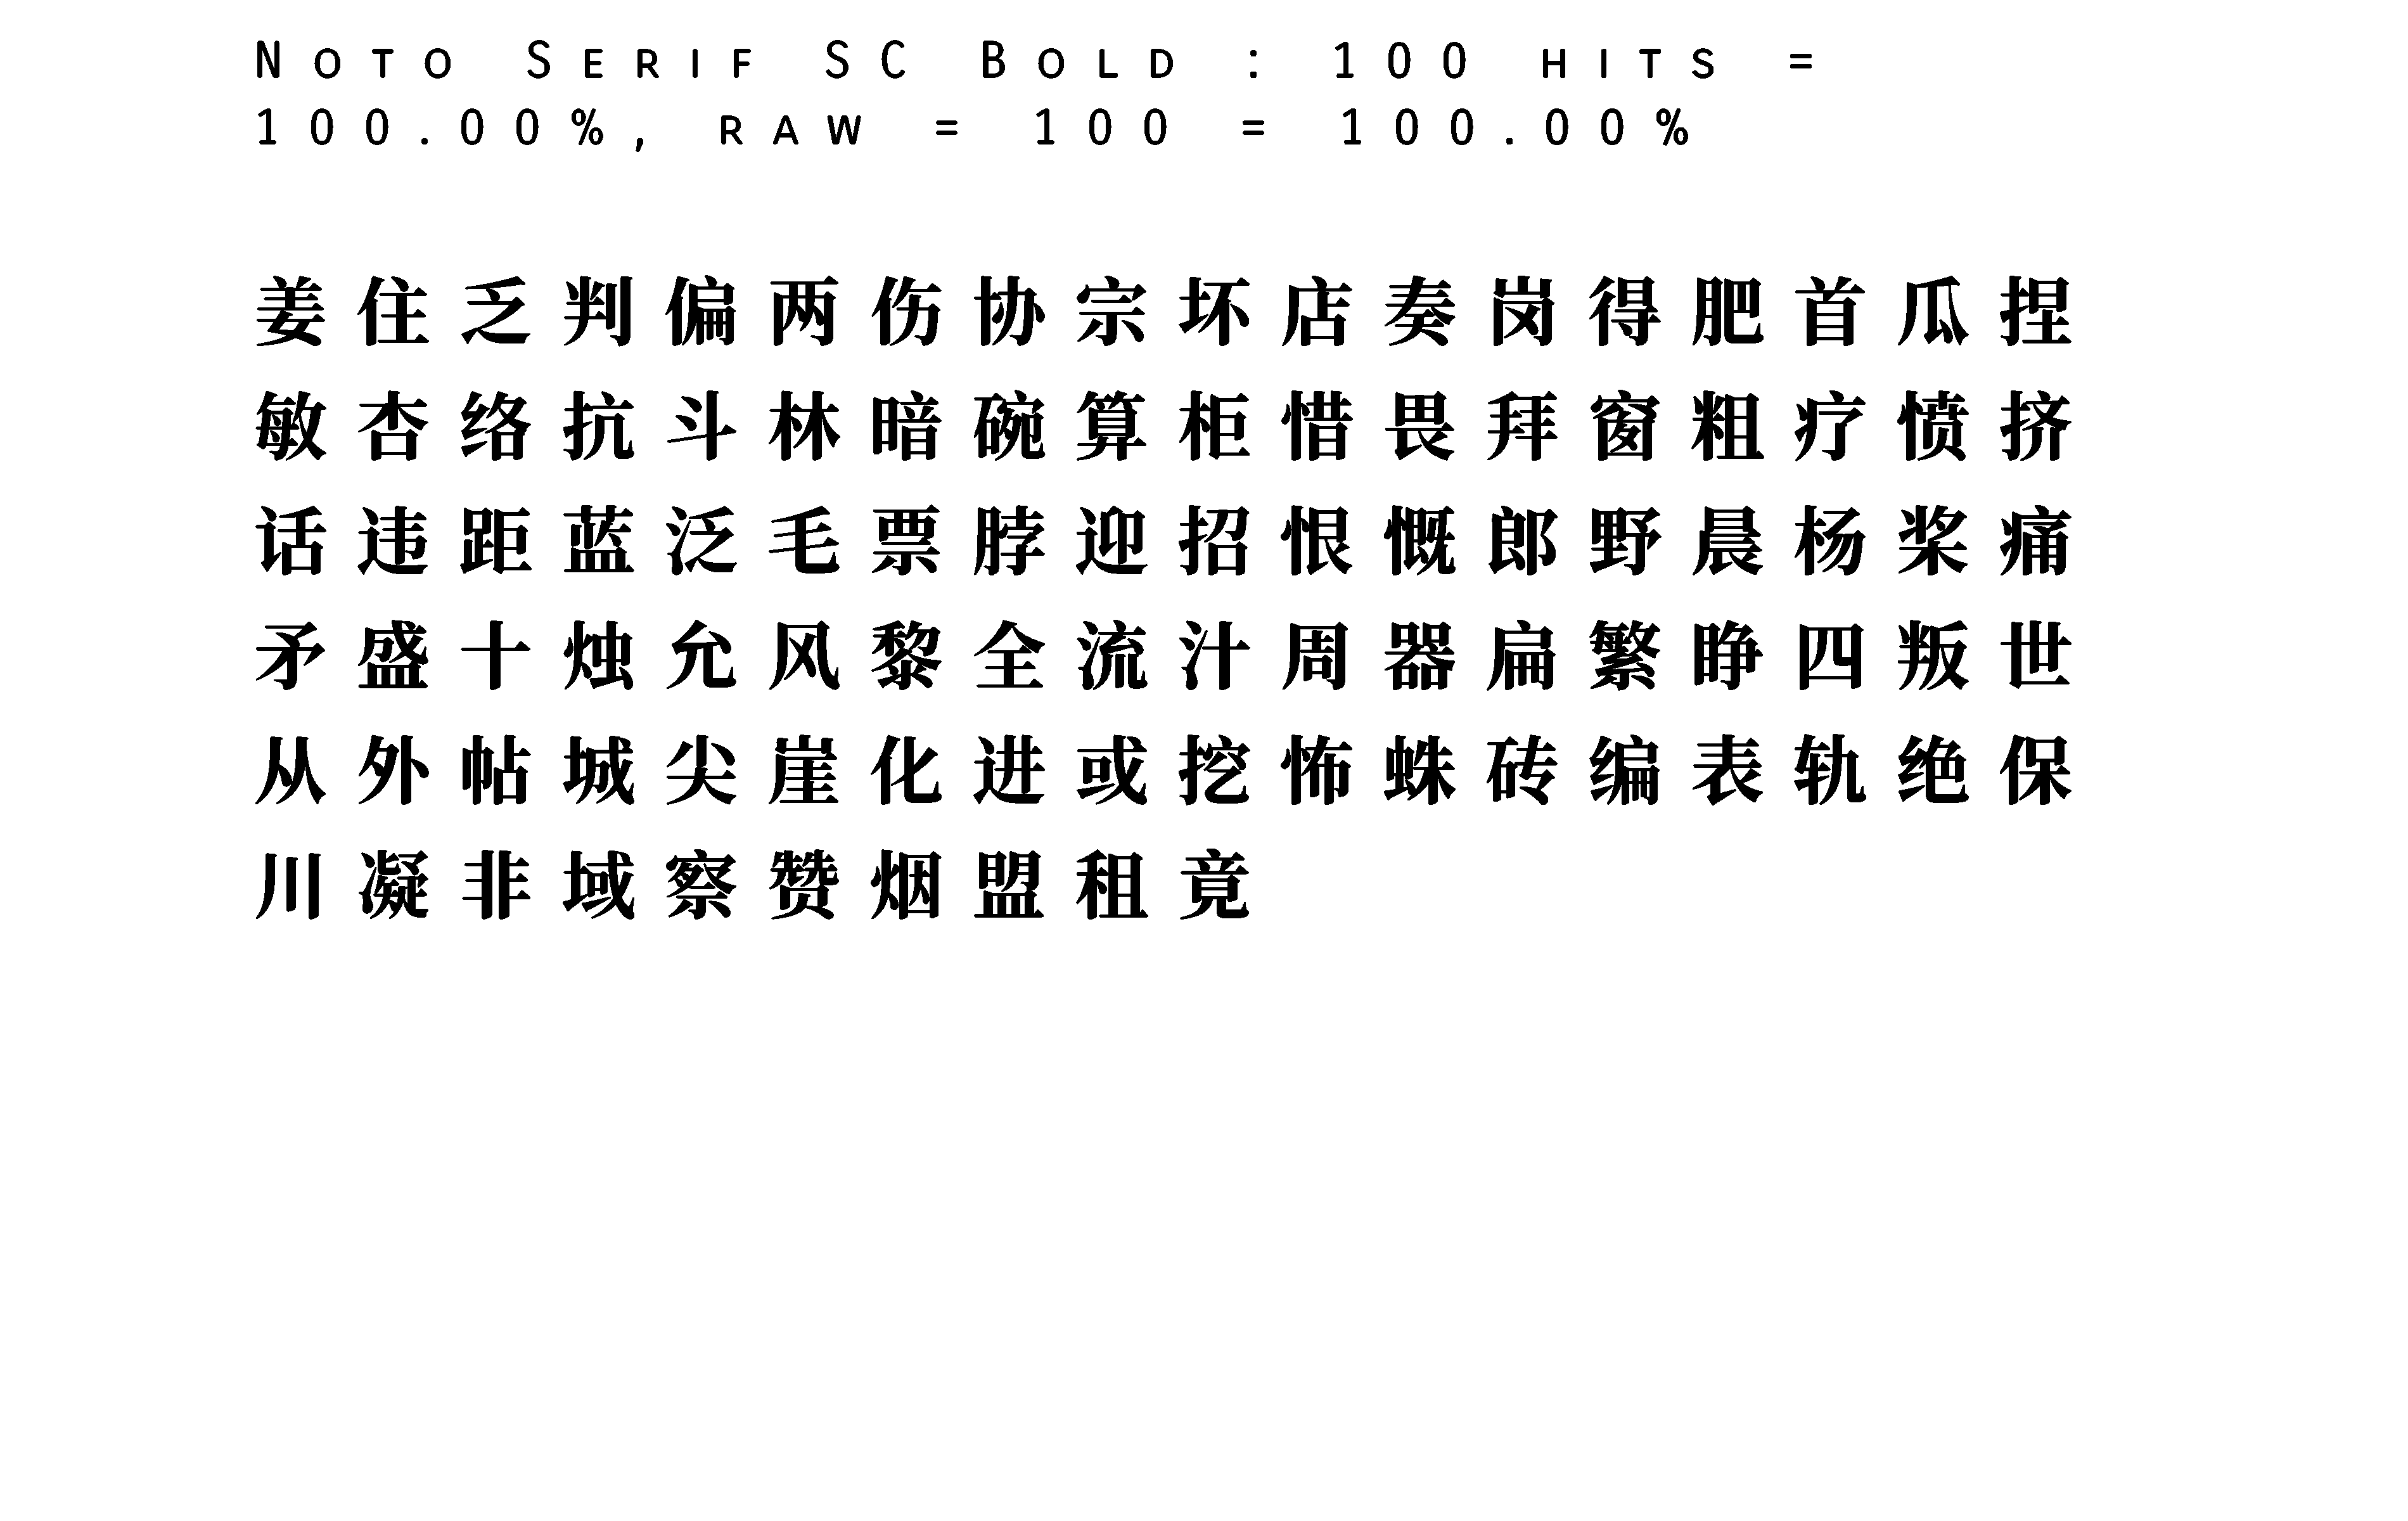 Noto Serif SC Bold : 100 hits =
100.00%, raw = 100 = 100.00%
姜住乏判偏两伤协宗坏店奏岗得肥首瓜捏
敏杏络抗斗林暗碗算柜惜畏拜窗粗疗愤挤
话违距蓝泛毛票脖迎招恨慨郎野晨杨桨痛
矛盛十烛允风黎全流汁周器扁繁睁四叛世
从外帖城尖崖化进或挖怖蛛砖编表轨绝保
川凝非域察赞烟盟租竟